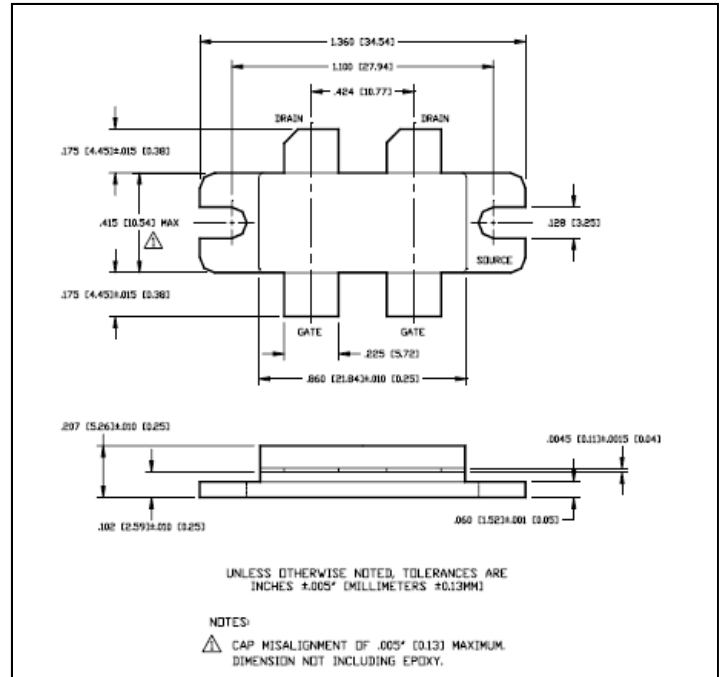 1.360 [34.54]
1.100 [27.94]
.424 [10.77]
DRAIN
DRAIN
.175 [4.45]±.015 [0.38]
.415 [10.54] MAX
.128 [3.25]
SOURCE
.175 [4.45]±.015 [0.38]
GATE
GATE
.225 [5.72]
.860 [21.84]±.010 [0.25]
.207 [5.26]±.010 [0.25]
.0045 [0.11]±.0015 [0.04]
.102 [2.59]±.010 [0.25]
.060 [1.52]±.001 [0.05]
UNLESS OTHERWISE NOTED, TOLERANCES ARE
INCHES ±.005" [MILLIMETERS ±0.13MM]
NOTES:
1 CAP MISALIGNMENT OF .005" [0.13] MAXIMUM.
DIMENSION NOT INCLUDING EPOXY.